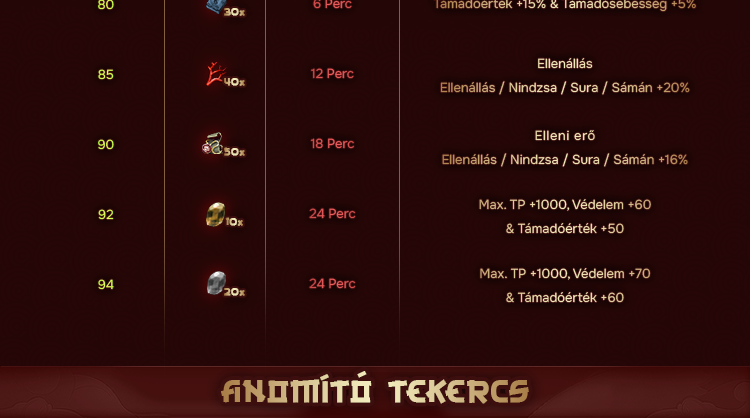 80 30x 6 Perc Támadóérték +15% & Támadósebesség +5%
Ellenállás
85 40x 12 Perc Ellenállás / Nindzsa / Sura / Sámán +20%
Elleni erő
90 50x 18 Perc Ellenállás / Nindzsa / Sura / Sámán +16%
Max. TP +1000, Védelem +60
92 10x 24 Perc
& Támadóérték +50
Max. TP +1000, Védelem +70
94 20x 24 Perc
& Támadóérték +60
ANOMÍTÓ TEKERCS